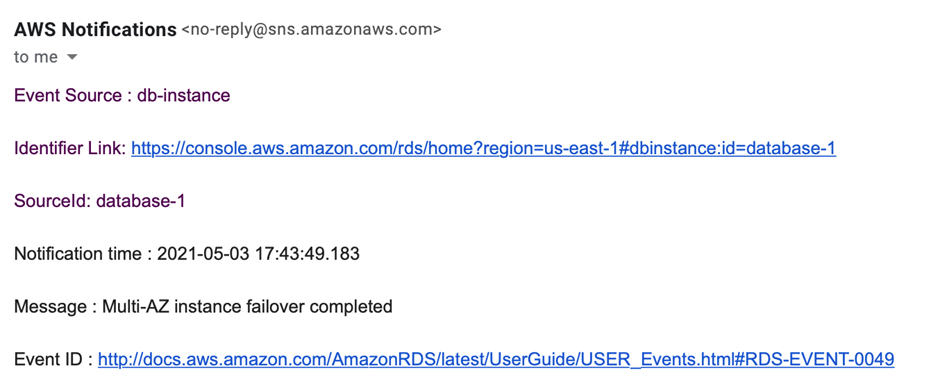 AWS Notifications <no-reply@sns.amazonaws.com>
to me
Event Source : db-instance
Identifier Link: https://console.aws.amazon.com/rds/home?region=us-east-1#dbinstance:id=database-1
SourceId: database-1
Notification time : 2021-05-03 17:43:49.183
Message : Multi-AZ instance failover completed
Event ID : http://docs.aws.amazon.com/AmazonRDS/latest/UserGuide/USER_Events.html#RDS-EVENT-0049